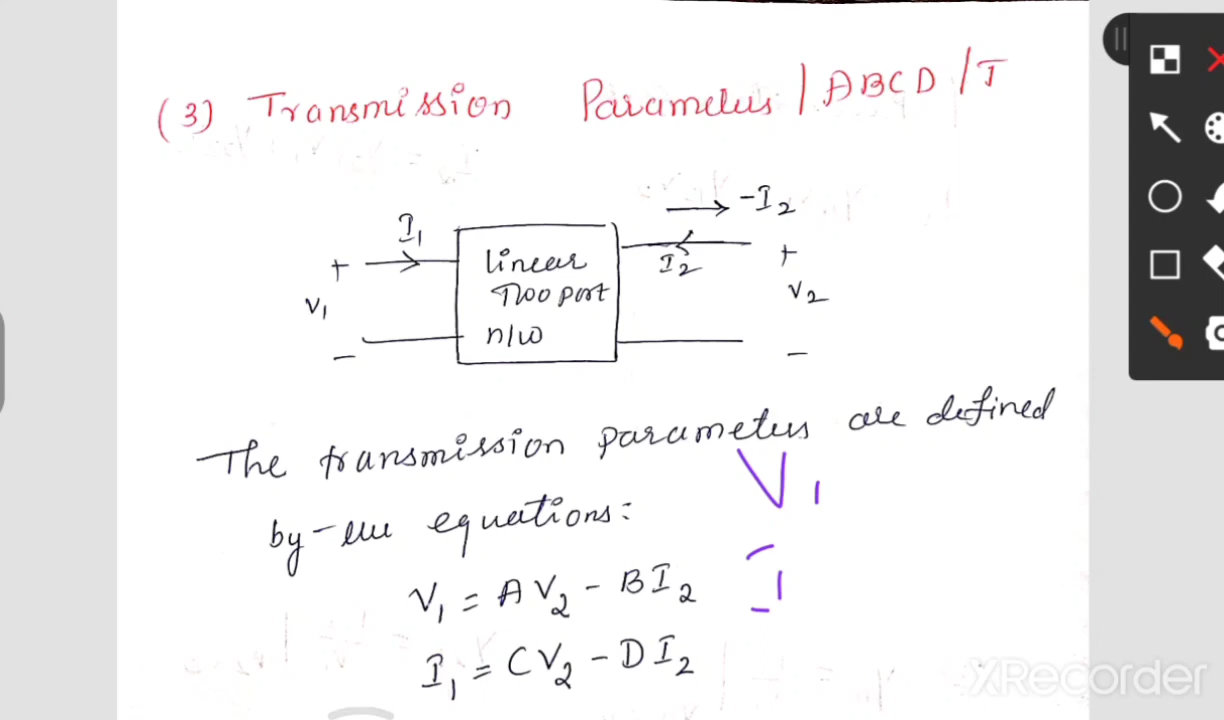 (3) Transmission Parameters / ABCD / T
I1
-I2
+
linear
Two port
n/w
I2
+
V1
V2
-
-
The transmission parameters are defined
by the equations:
V1
V1 = AV2 - BI2
I
I1 = CV2 - DI2
XRecorder